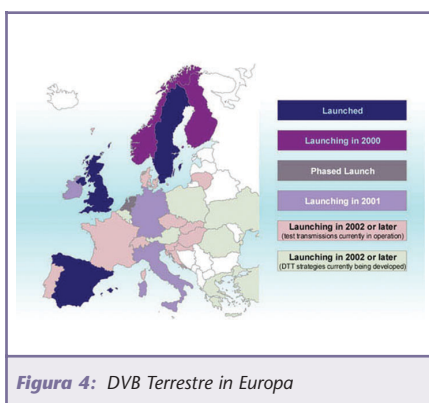 Launched
Launching in 2000
Phased Launch
Launching in 2001
Launching in 2002 or later
(test transmissions currently in operation)
Launching in 2002 or later
(DTT strategies currently being developed)
Figura 4: DVB Terrestre in Europa